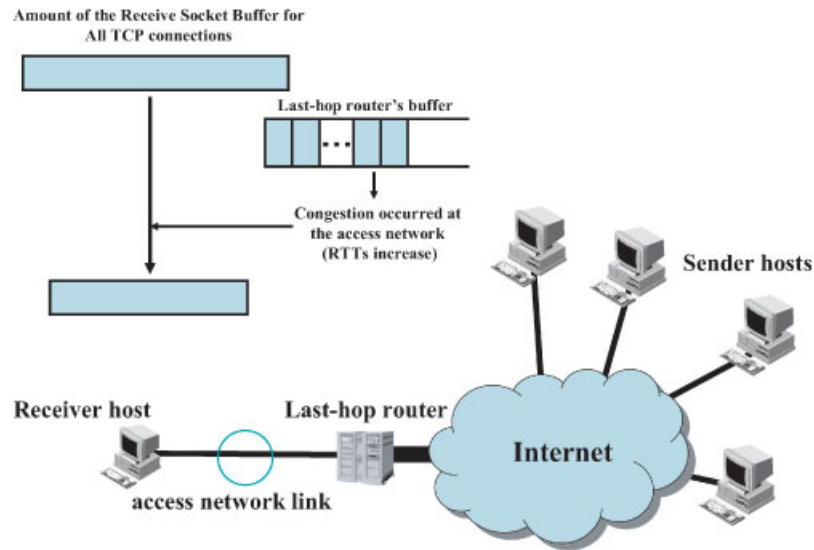 Amount of the Receive Socket Buffer for
All TCP connections
Last-hop router's buffer
Congestion occurred at
the access network
(RTTs increase)
Sender hosts
Receiver host
Last-hop router
Internet
access network link